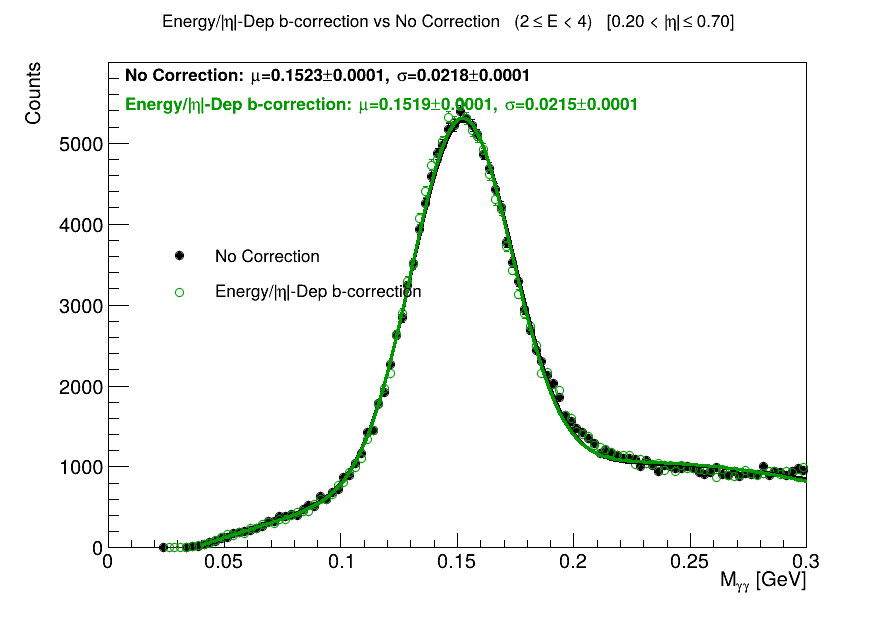 Energy/|η|-Dep b-correction vs No Correction (2 ≤ E < 4) [0.20 < |η| ≤ 0.70]
Counts
No Correction: μ=0.1523±0.0001, σ=0.0218±0.0001
Energy/|η|-Dep b-correction: μ=0.1519±0.0001, σ=0.0215±0.0001
5000
4000
No Correction
Energy/|η|-Dep b-correction
3000
2000
1000
0
0 0.05 0.1 0.15 0.2 0.25 0.3
Mγγ [GeV]